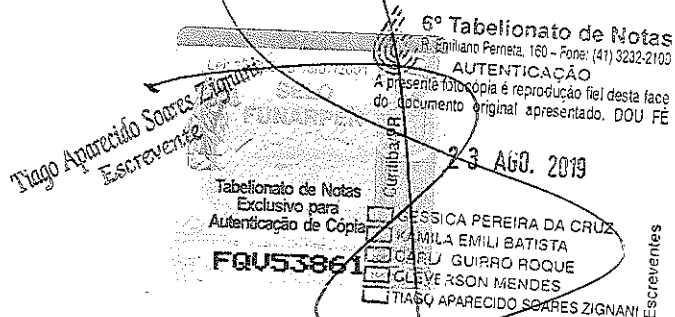 6º Tabelionato de Notas
R. Emiliano Perneta, 160 - Fone: (41) 3232-2100
AUTENTICAÇÃO
A presente fotocópia é reprodução fiel desta face
do documento original apresentado. DOU FÉ
Curitiba/PR
23 AGO. 2019
SELO
FUNARPEN
Tiago Aparecido Soares Zignani
Escrevente
Tabelionato de Notas
Exclusivo para
Autenticação de Cópia
FQV53861
GESSICA PEREIRA DA CRUZ
KAMILA EMILI BATISTA
GUIRRO ROQUE
CLEVERSON MENDES
TIAGO APARECIDO SOARES ZIGNANI
Escreventes